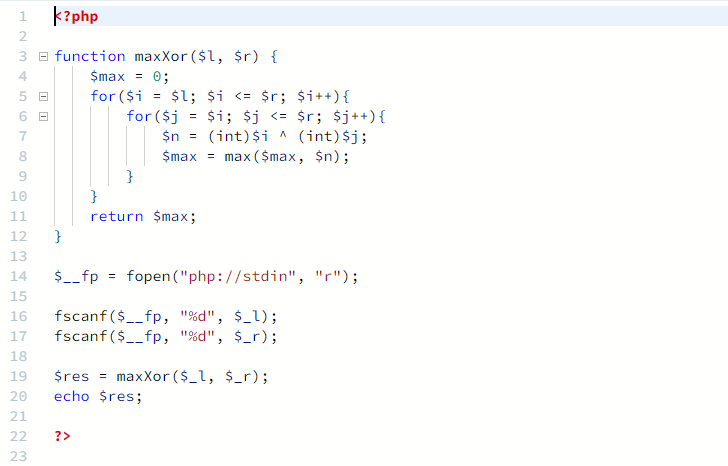 1 <?php
2
3 function maxXor($l, $r) {
4     $max = 0;
5     for($i = $l; $i <= $r; $i++){
6         for($j = $i; $j <= $r; $j++){
7             $n = (int)$i ^ (int)$j;
8             $max = max($max, $n);
9         }
10     }
11     return $max;
12 }
13
14 $__fp = fopen("php://stdin", "r");
15
16 fscanf($__fp, "%d", $_l);
17 fscanf($__fp, "%d", $_r);
18
19 $res = maxXor($_l, $_r);
20 echo $res;
21
22 ?>
23